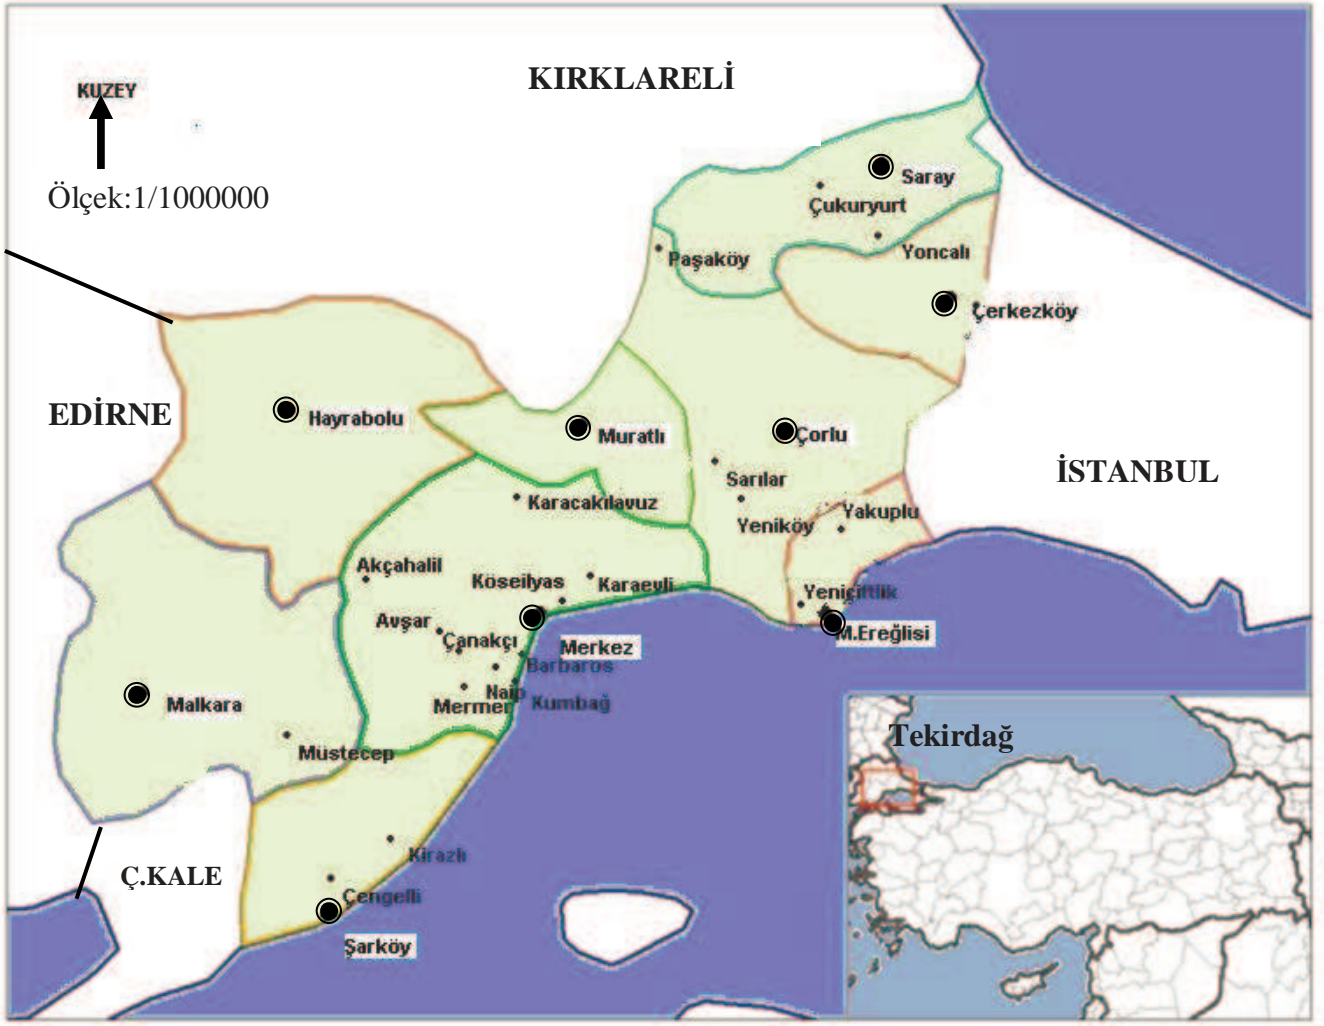 KIRKLARELİ
KUZEY
Ölçek:1/1000000
Saray
Çukuryurt
Yoncalı
Paşaköy
Çerkezköy
EDİRNE
Hayrabolu
Muratlı
Çorlu
İSTANBUL
Sarılar
Karacakılavuz
Yakuplu
Yeniköy
Akçahalil
Köseilyas
Karaevli
Yeniçiftlik
Avşar
Çanakçı
M.Ereğlisi
Merkez
Barbaros
Naip
Malkara
Mermer
Kumbağ
Tekirdağ
Müstecep
Kirazlı
Ç.KALE
Çengelli
Şarköy